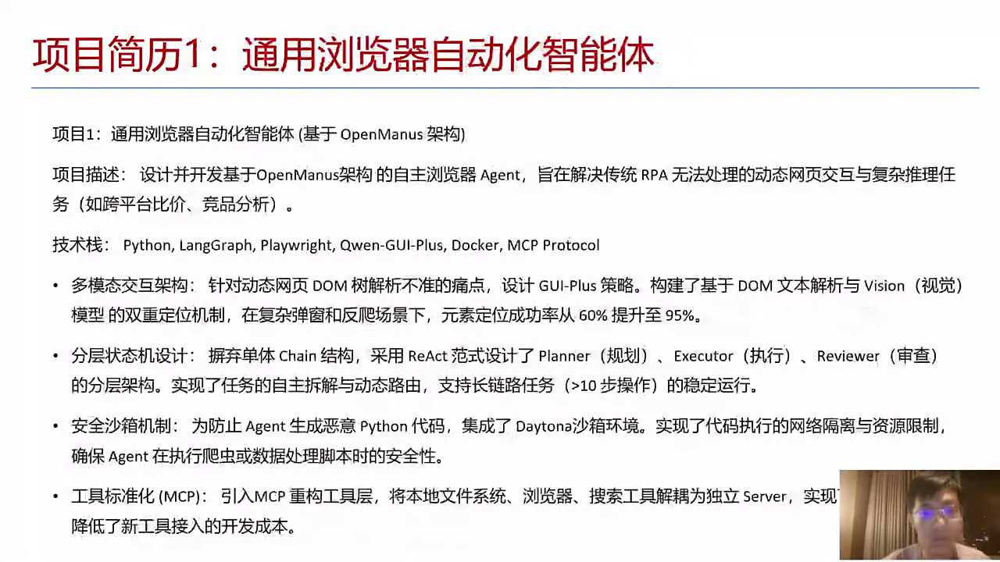 项目简历1：通用浏览器自动化智能体
项目1：通用浏览器自动化智能体 (基于 OpenManus 架构)
项目描述： 设计并开发基于OpenManus架构 的自主浏览器 Agent，旨在解决传统 RPA 无法处理的动态网页交互与复杂推理任
务（如跨平台比价、竞品分析）。
技术栈： Python, LangGraph, Playwright, Qwen-GUI-Plus, Docker, MCP Protocol
• 多模态交互架构： 针对动态网页 DOM 树解析不准的痛点，设计 GUI-Plus 策略。构建了基于 DOM 文本解析与 Vision（视觉）
模型 的双重定位机制，在复杂弹窗和反爬场景下，元素定位成功率从 60% 提升至 95%。
• 分层状态机设计： 摒弃单体 Chain 结构，采用 ReAct 范式设计了 Planner（规划）、Executor（执行）、Reviewer（审查）
的分层架构。实现了任务的自主拆解与动态路由，支持长链路任务（>10 步操作）的稳定运行。
• 安全沙箱机制： 为防止 Agent 生成恶意 Python 代码，集成了 Daytona沙箱环境。实现了代码执行的网络隔离与资源限制，
确保 Agent 在执行爬虫或数据处理脚本时的安全性。
• 工具标准化 (MCP)： 引入MCP 重构工具层，将本地文件系统、浏览器、搜索工具解耦为独立 Server，实现
降低了新工具接入的开发成本。